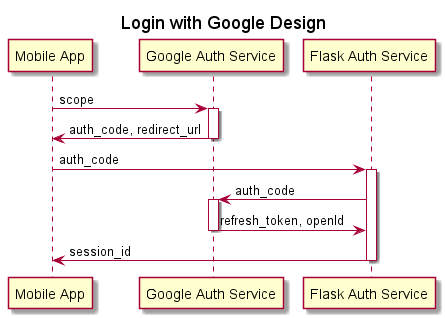 Login with Google Design
Mobile App Google Auth Service Flask Auth Service
scope
auth_code, redirect_url
auth_code
auth_code
refresh_token, openId
session_id
Mobile App Google Auth Service Flask Auth Service